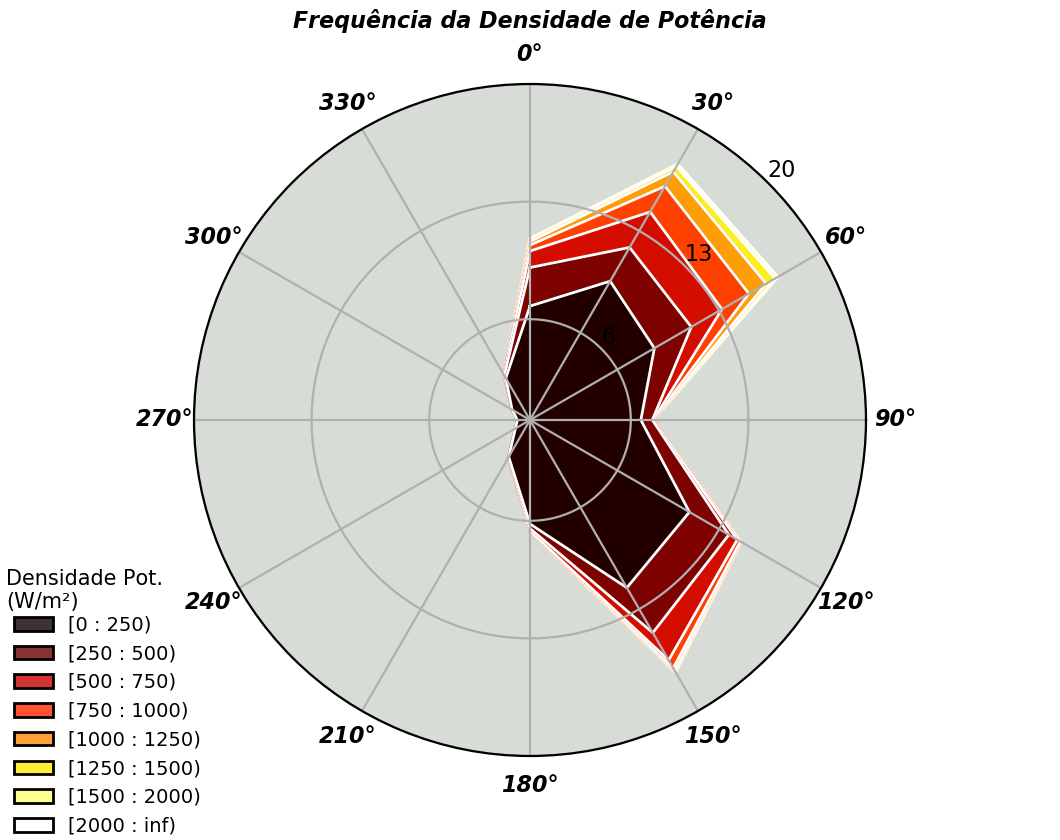 Frequência da Densidade de Potência
0°
330°
30°
20
300°
60°
13
6
270°
90°
240°
120°
210°
150°
180°
Densidade Pot.
(W/m²)
[0 : 250)
[250 : 500)
[500 : 750)
[750 : 1000)
[1000 : 1250)
[1250 : 1500)
[1500 : 2000)
[2000 : inf)